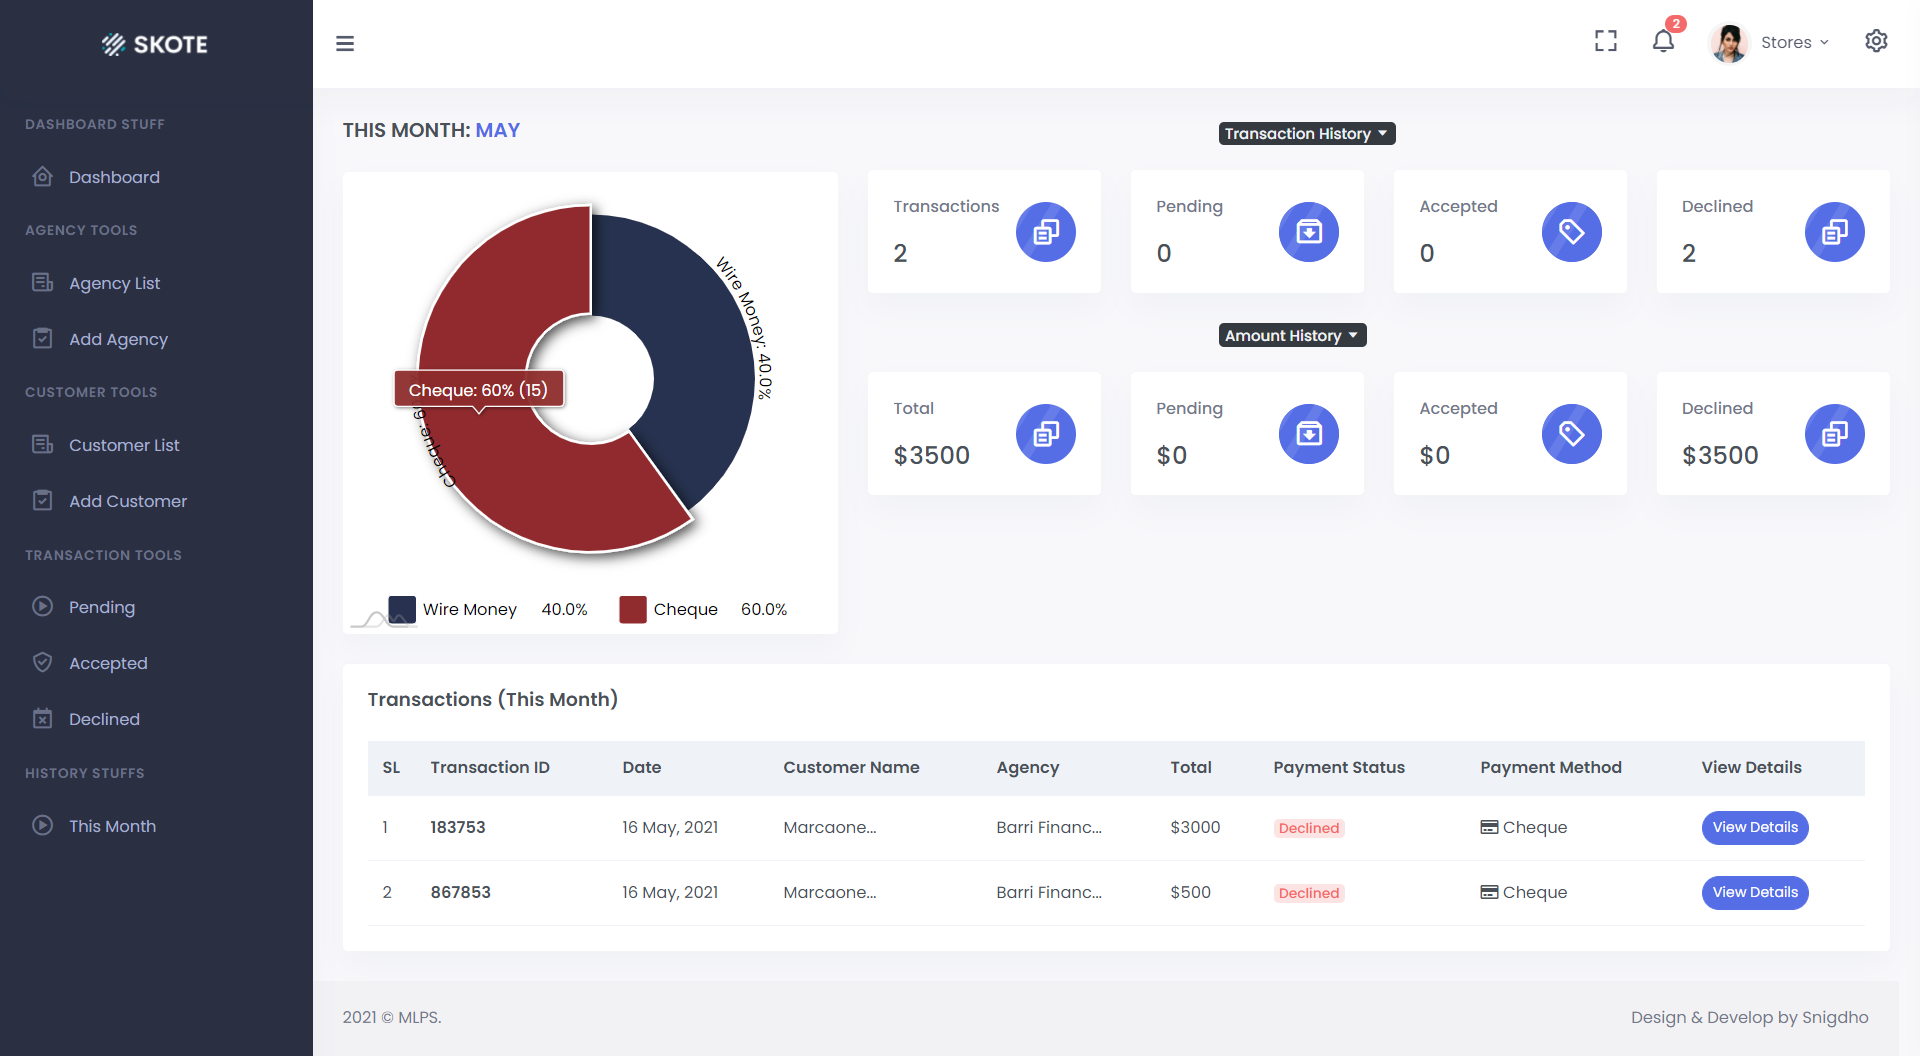 SKOTE
DASHBOARD STUFF
Dashboard
AGENCY TOOLS
Agency List
Add Agency
CUSTOMER TOOLS
Customer List
Add Customer
TRANSACTION TOOLS
Pending
Accepted
Declined
HISTORY STUFFS
This Month
2
Stores
THIS MONTH: MAY
Wire Money: 40.0%
Cheque: 60% (15)
Cheque:
Wire Money 40.0% Cheque 60.0%
Transaction History
Transactions
2
Pending
0
Accepted
0
Declined
2
Amount History
Total
$3500
Pending
$0
Accepted
$0
Declined
$3500
Transactions (This Month)
SL Transaction ID Date Customer Name Agency Total Payment Status Payment Method View Details
1 183753 16 May, 2021 Marcaone... Barri Financ... $3000 Declined Cheque View Details
2 867853 16 May, 2021 Marcaone... Barri Financ... $500 Declined Cheque View Details
2021 © MLPS.
Design & Develop by Snigdho